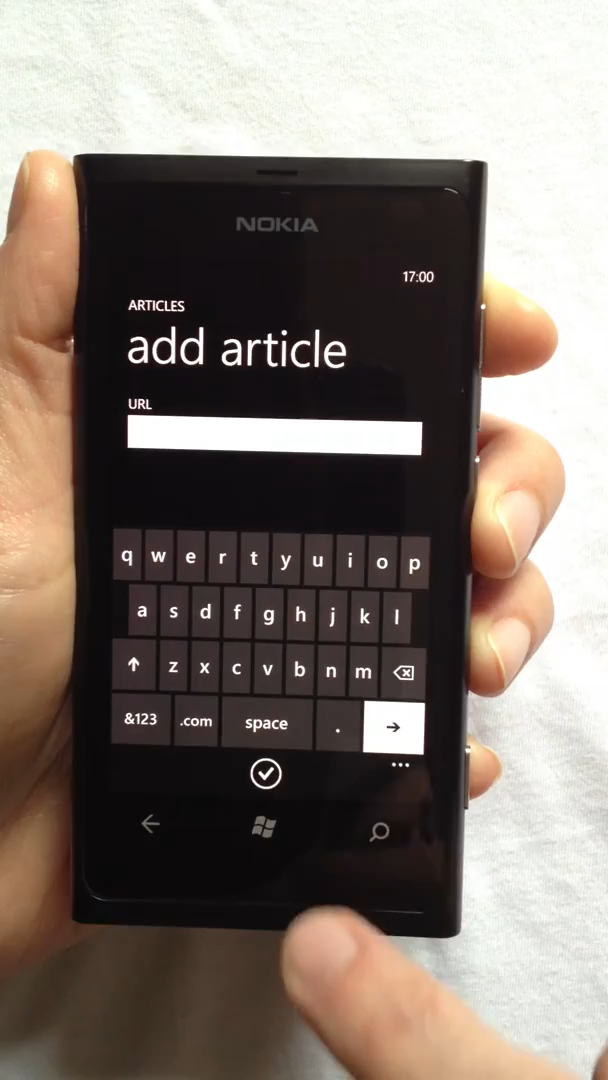 NOKIA
17:00
ARTICLES
add article
URL
q w e r t y u i o p
a s d f g h j k l
z x c v b n m
&123 .com space .